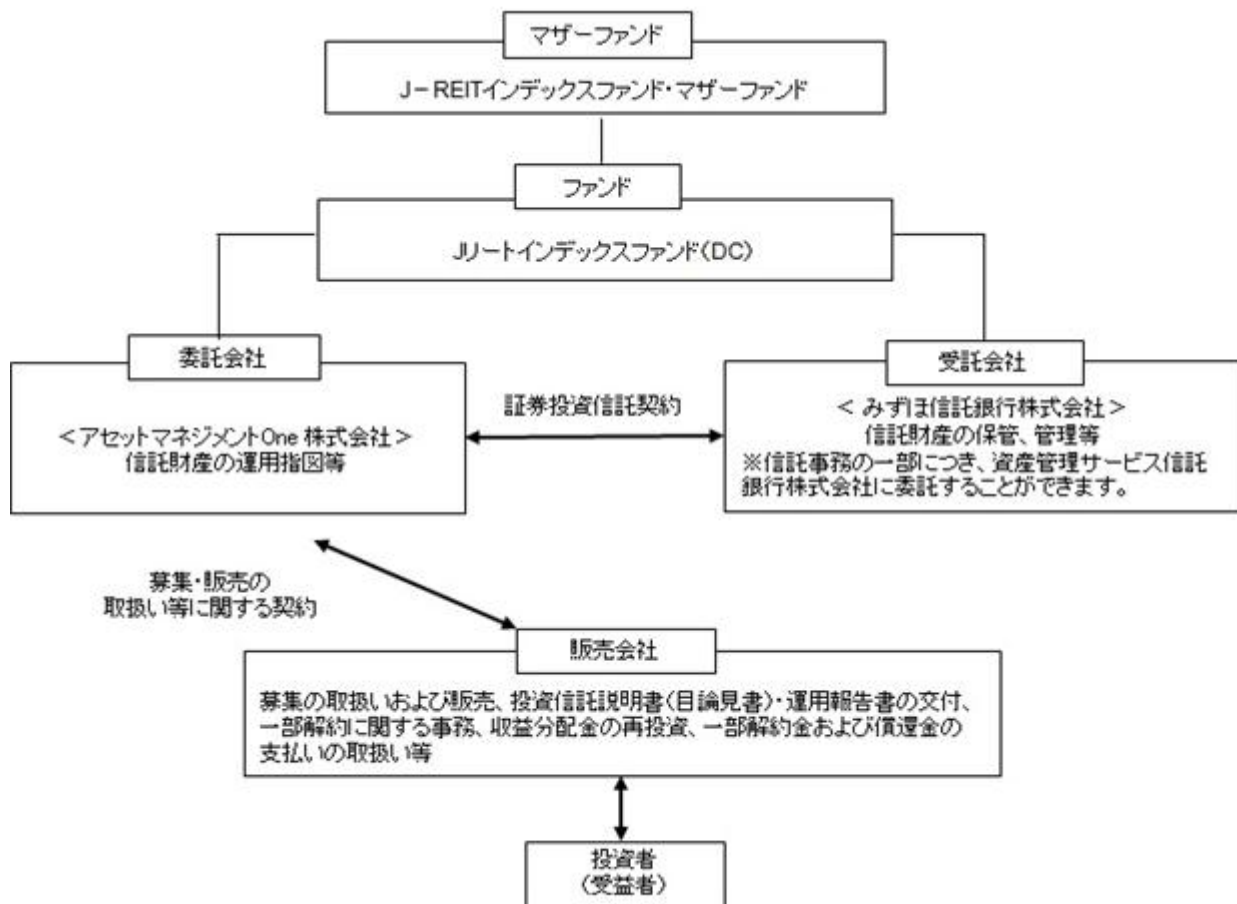 マザーファンド
J-REITインデックスファンド・マザーファンド
ファンド
Jリートインデックスファンド(DC)
委託会社
<アセットマネジメントOne 株式会社>
信託財産の運用指図等
証券投資信託契約
受託会社
<みずほ信託銀行株式会社>
信託財産の保管、管理等
※信託事務の一部につき、資産管理サービス信託
銀行株式会社に委託することができます。
募集・販売の
取扱い等に関する契約
販売会社
募集の取扱いおよび販売、投資信託説明書(目論見書)・運用報告書の交付、
一部解約に関する事務、収益分配金の再投資、一部解約金および償還金の
支払いの取扱い等
投資者
(受益者)